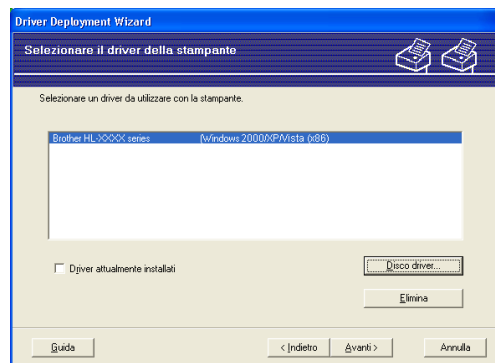 Driver Deployment Wizard
Selezionare il driver della stampante
Selezionare un driver da utilizzare con la stampante.
Brother HL-XXXX series (Windows 2000/XP/Vista (x86)
Driver attualmente installati
Disco driver...
Elimina
Guida
< Indietro Avanti > Annulla